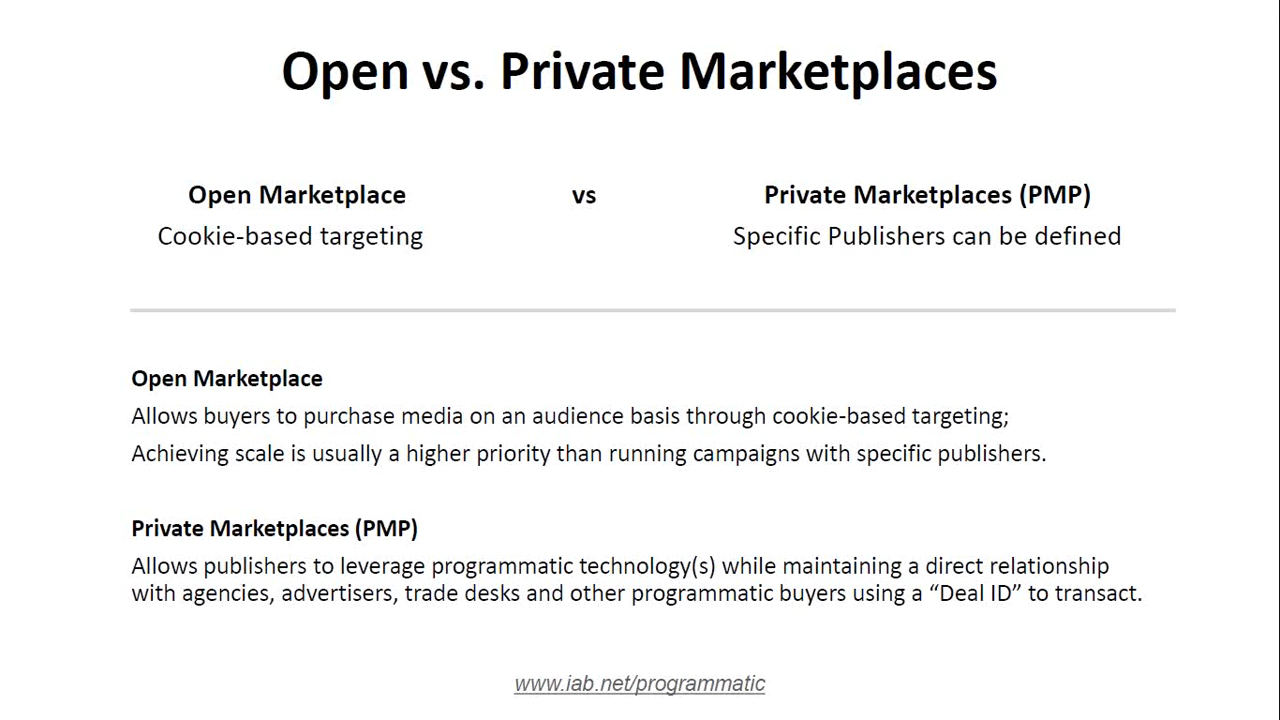 Open vs. Private Marketplaces
Open Marketplace vs Private Marketplaces (PMP)
Cookie-based targeting Specific Publishers can be defined
Open Marketplace
Allows buyers to purchase media on an audience basis through cookie-based targeting;
Achieving scale is usually a higher priority than running campaigns with specific publishers.
Private Marketplaces (PMP)
Allows publishers to leverage programmatic technology(s) while maintaining a direct relationship
with agencies, advertisers, trade desks and other programmatic buyers using a “Deal ID” to transact.
www.iab.net/programmatic